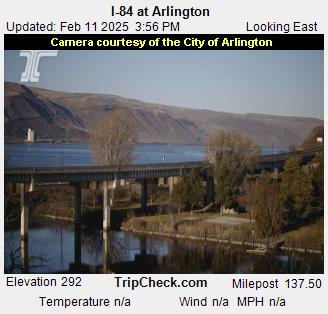 I-84 at Arlington
Updated: Feb 11 2025 3:56 PM Looking East
Camera courtesy of the City of Arlington
Elevation 292 TripCheck.com Milepost 137.50
Temperature n/a Wind n/a MPH n/a